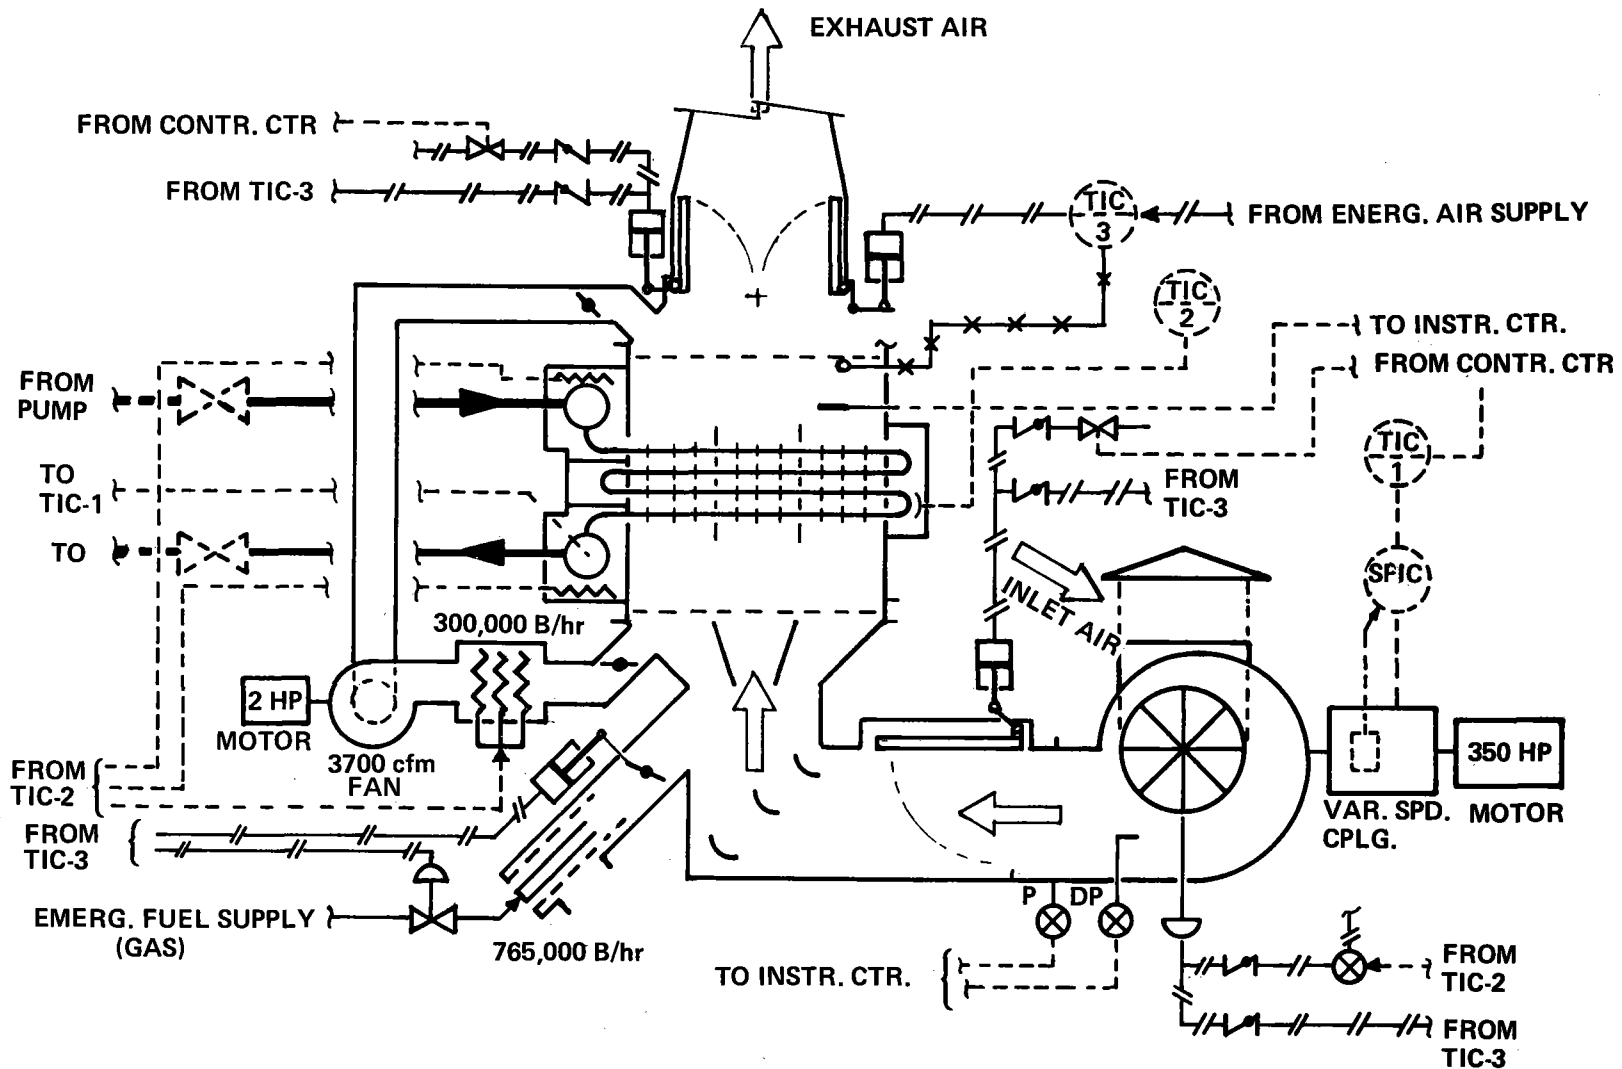 EXHAUST AIR
FROM CONTR. CTR
FROM TIC-3
TIC
3
FROM ENERG. AIR SUPPLY
TIC
2
TO INSTR. CTR.
FROM CONTR. CTR
FROM
PUMP
TIC
1
TO
TIC-1
FROM
TIC-3
TO
SPIC
INLET AIR
300,000 B/hr
2 HP
MOTOR
3700 cfm
FAN
350 HP
MOTOR
VAR. SPD.
CPLG.
FROM
TIC-2
FROM
TIC-3
P
DP
EMERG. FUEL SUPPLY
(GAS)
765,000 B/hr
TO INSTR. CTR.
FROM
TIC-2
FROM
TIC-3